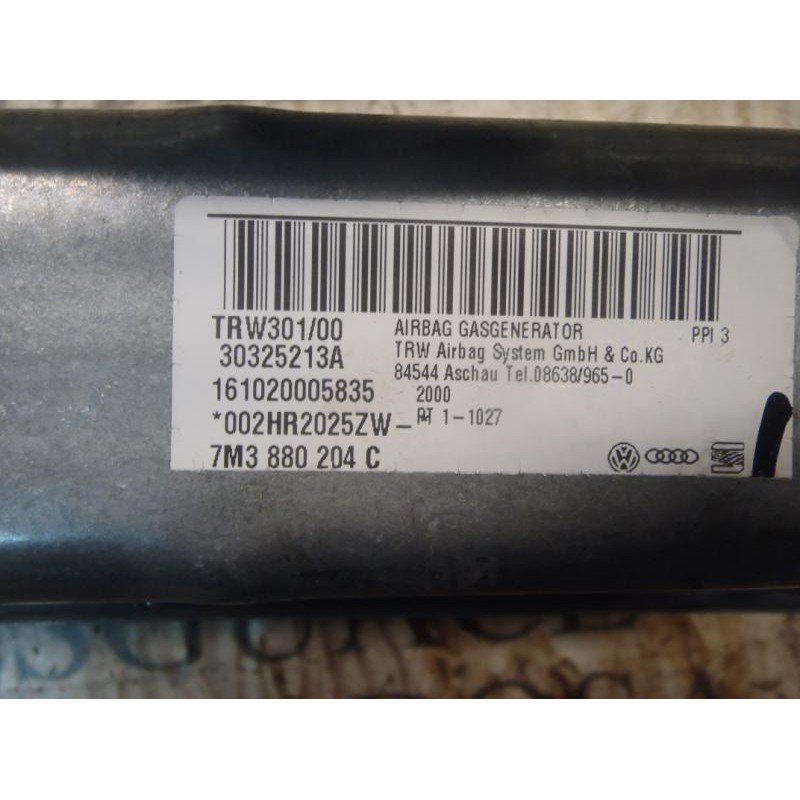 TRW301/00
30325213A
161020005835
*002HR2025ZW-
7M3 880 204 C
AIRBAG GASGENERATOR PPI 3
TRW Airbag System GmbH & Co.KG
84544 Aschau Tel.08638/965-0
2000
1-1027